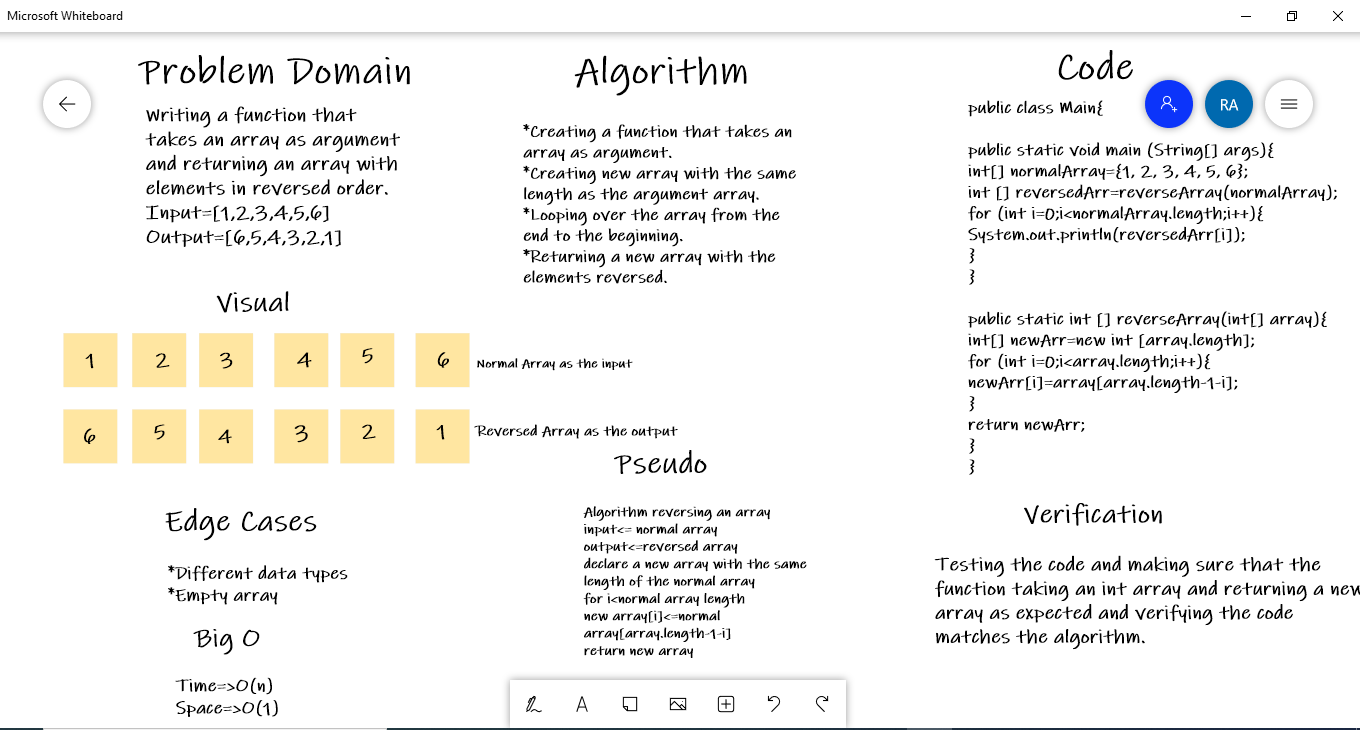 Microsoft Whiteboard
Problem Domain
Writing a function that
takes an array as argument
and returning an array with
elements in reversed order.
Input=[1,2,3,4,5,6]
Output=[6,5,4,3,2,1]
Visual
1 2 3 4 5 6
Normal Array as the input
6 5 4 3 2 1
Reversed Array as the output
Edge Cases
*Different data types
*Empty array
Big O
Time=>O(n)
Space=>O(1)
Algorithm
*Creating a function that takes an
array as argument.
*Creating new array with the same
length as the argument array.
*Looping over the array from the
end to the beginning.
*Returning a new array with the
elements reversed.
Pseudo
Algorithm reversing an array
input<= normal array
output<=reversed array
declare a new array with the same
length of the normal array
for i<normal array length
new array[i]<=normal
array[array.length-1-i]
return new array
Code
RA
public class Main{
public static void main (String[] args){
int[] normalArray={1, 2, 3, 4, 5, 6};
int [] reversedArr=reverseArray(normalArray);
for (int i=0;i<normalArray.length;i++){
System.out.println(reversedArr[i]);
}
}
public static int [] reverseArray(int[] array){
int[] newArr=new int [array.length];
for (int i=0;i<array.length;i++){
newArr[i]=array[array.length-1-i];
}
return newArr;
}
}
Verification
Testing the code and making sure that the
function taking an int array and returning a new
array as expected and verifying the code
matches the algorithm.
A